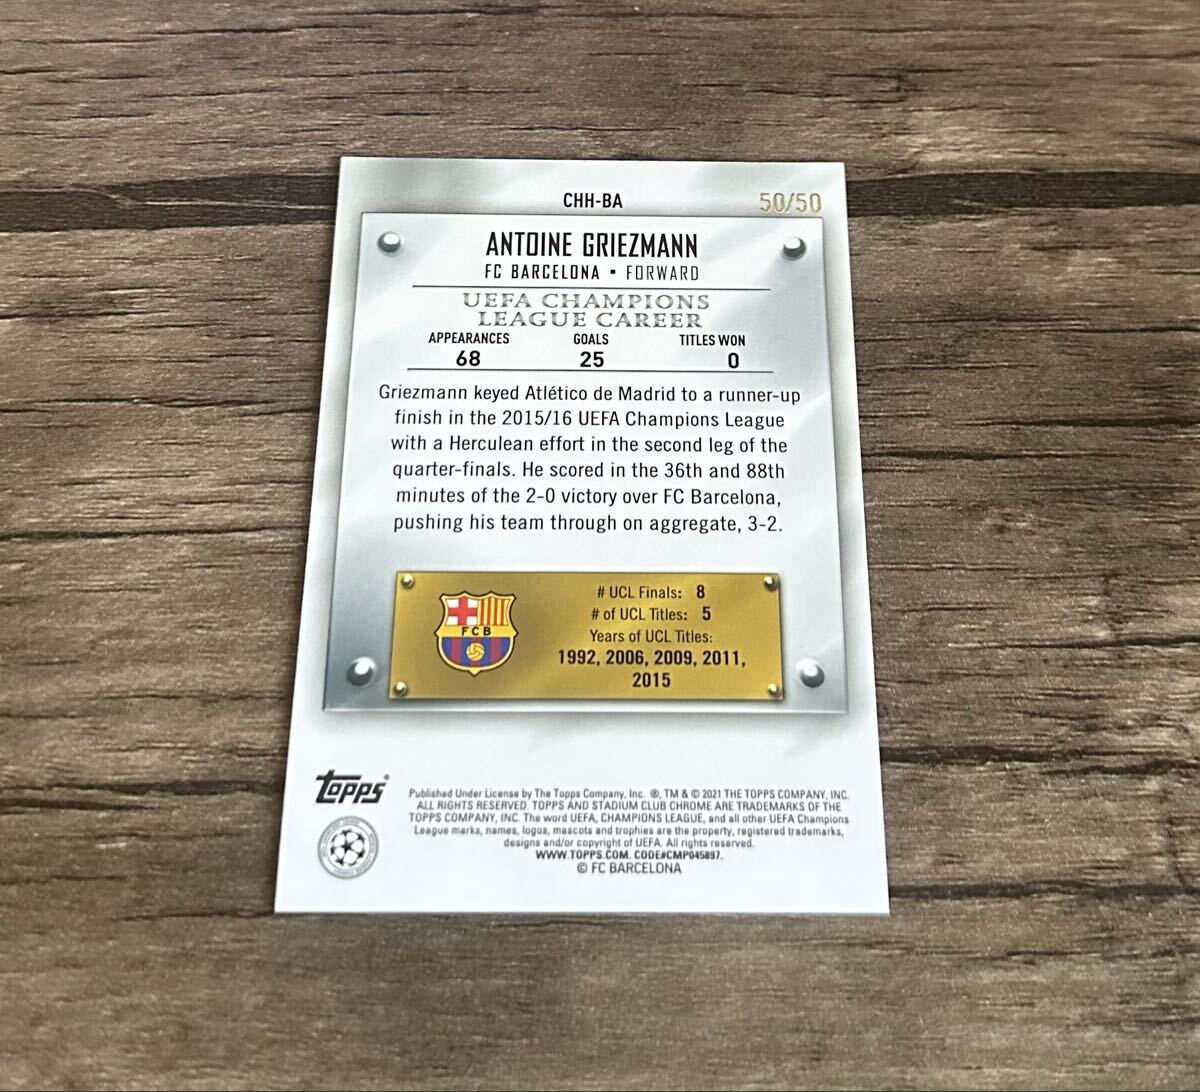 CHH-BA
50/50
ANTOINE GRIEZMANN
FC BARCELONA • FORWARD
UEFA CHAMPIONS
LEAGUE CAREER
APPEARANCES GOALS TITLES WON
68 25 0
Griezmann keyed Atlético de Madrid to a runner-up
finish in the 2015/16 UEFA Champions League
with a Herculean effort in the second leg of the
quarter-finals. He scored in the 36th and 88th
minutes of the 2-0 victory over FC Barcelona,
pushing his team through on aggregate, 3-2.
FCB
# UCL Finals: 8
# of UCL Titles: 5
Years of UCL Titles:
1992, 2006, 2009, 2011,
2015
Topps®
Published Under License by The Topps Company, Inc. ®, TM & © 2021 THE TOPPS COMPANY, INC.
ALL RIGHTS RESERVED. TOPPS AND STADIUM CLUB CHROME ARE TRADEMARKS OF THE
TOPPS COMPANY, INC. The word UEFA, CHAMPIONS LEAGUE, and all other UEFA Champions
League marks, names, logos, mascots and trophies are the property, registered trademarks,
designs and/or copyright of UEFA. All rights reserved.
WWW.TOPPS.COM. CODE#CMP045897.
© FC BARCELONA